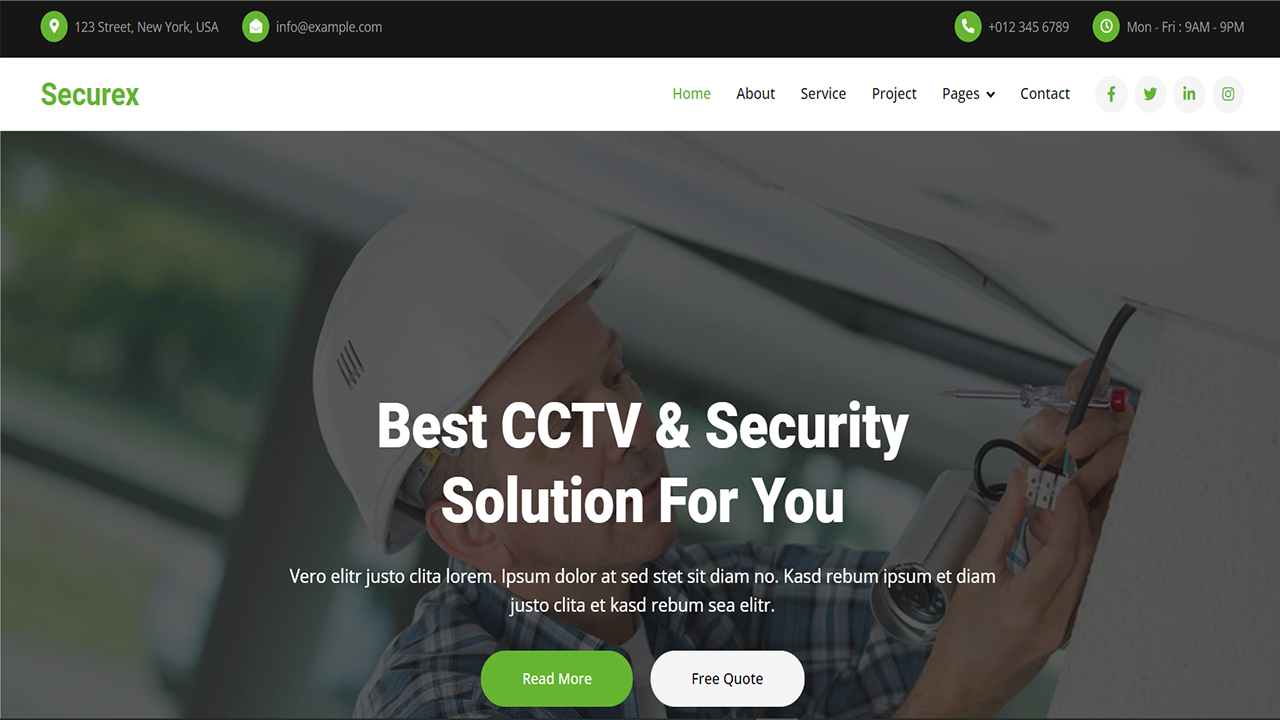 123 Street, New York, USA
info@example.com
+012 345 6789
Mon - Fri : 9AM - 9PM
Securex
Home
About
Service
Project
Pages
Contact
Best CCTV & Security
Solution For You
Vero elitr justo clita lorem. Ipsum dolor at sed stet sit diam no. Kasd rebum ipsum et diam
justo clita et kasd rebum sea elitr.
Read More
Free Quote